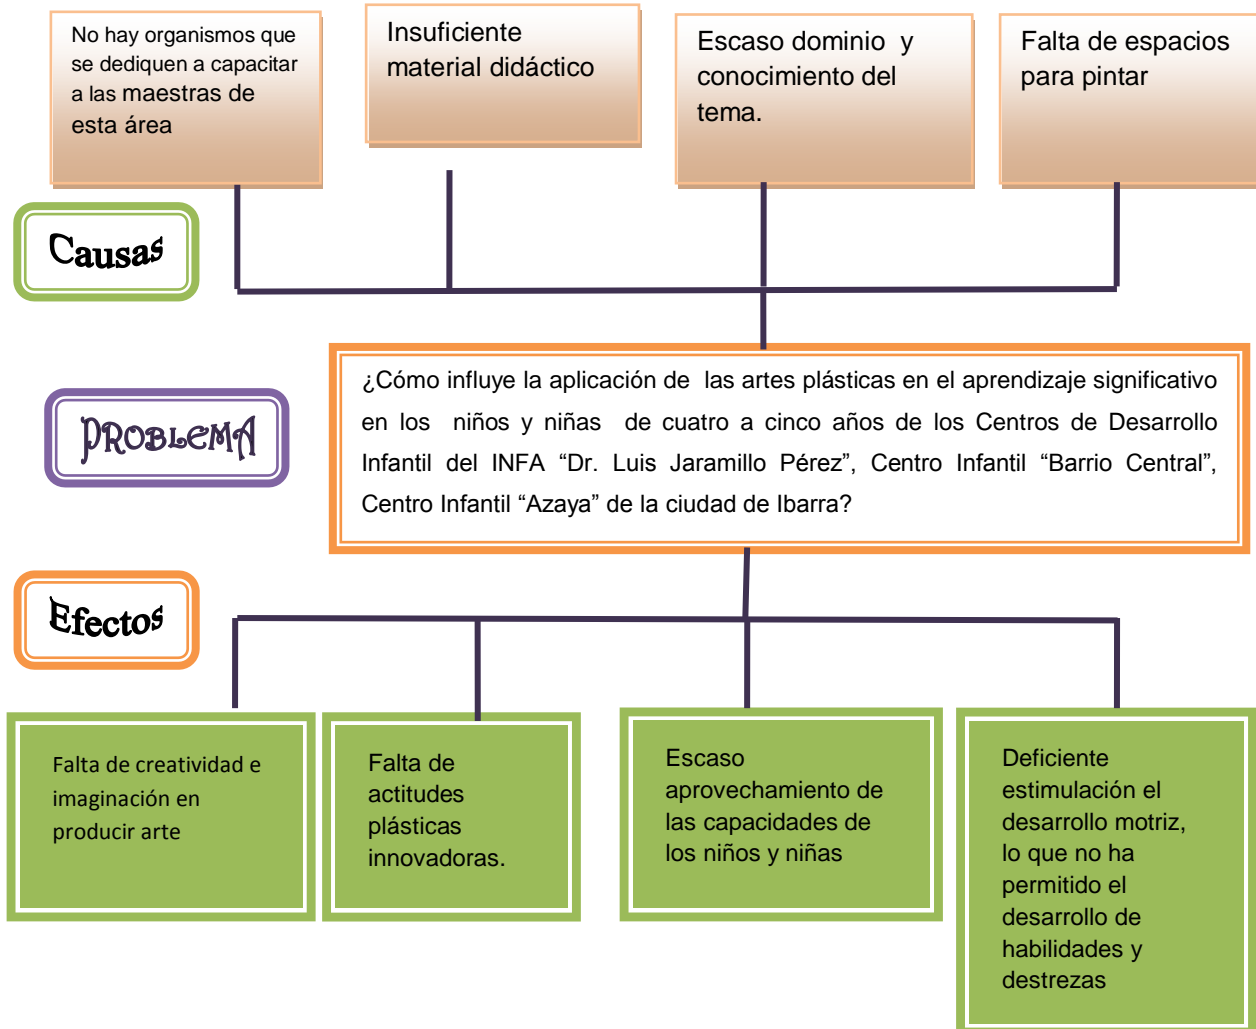 No hay organismos que
se dediquen a capacitar
a las maestras de
esta área
Insuficiente
material didáctico
Escaso dominio y
conocimiento del
tema.
Falta de espacios
para pintar
Causas
¿Cómo influye la aplicación de las artes plásticas en el aprendizaje significativo
en los niños y niñas de cuatro a cinco años de los Centros de Desarrollo
Infantil del INFA “Dr. Luis Jaramillo Pérez”, Centro Infantil “Barrio Central”,
Centro Infantil “Azaya” de la ciudad de Ibarra?
PROBLEMA
Efectos
Falta de creatividad e
imaginación en
producir arte
Falta de
actitudes
plásticas
innovadoras.
Escaso
aprovechamiento de
las capacidades de
los niños y niñas
Deficiente
estimulación el
desarrollo motriz,
lo que no ha
permitido el
desarrollo de
habilidades y
destrezas